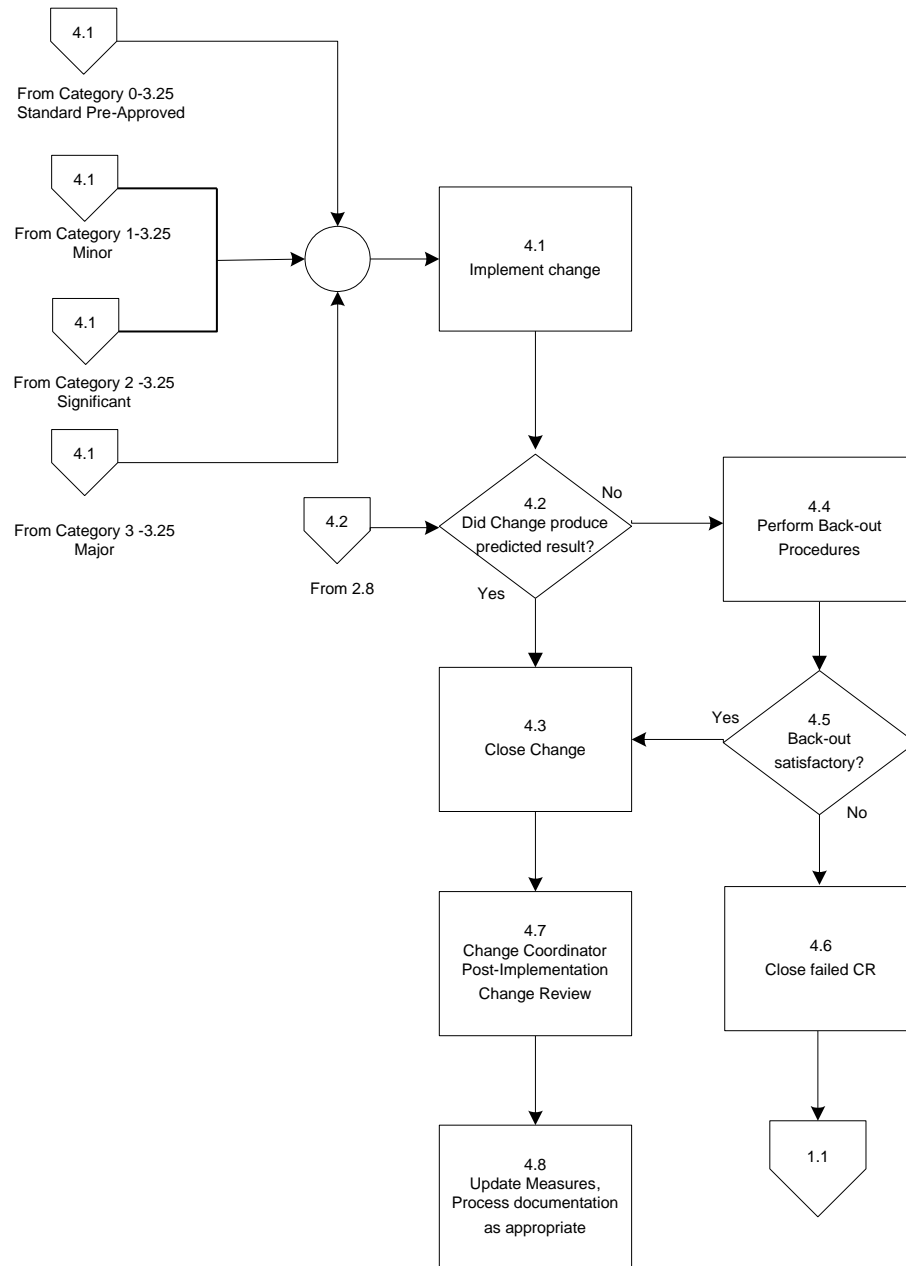 4.1
From Category 0-3.25
Standard Pre-Approved
4.1
From Category 1-3.25
Minor
4.1
From Category 2 -3.25
Significant
4.1
From Category 3 -3.25
Major
4.1
Implement change
4.2
From 2.8
4.2
Did Change produce
predicted result?
No
Yes
4.4
Perform Back-out
Procedures
4.3
Close Change
Yes
4.5
Back-out
satisfactory?
No
4.7
Change Coordinator
Post-Implementation
Change Review
4.6
Close failed CR
4.8
Update Measures,
Process documentation
as appropriate
1.1